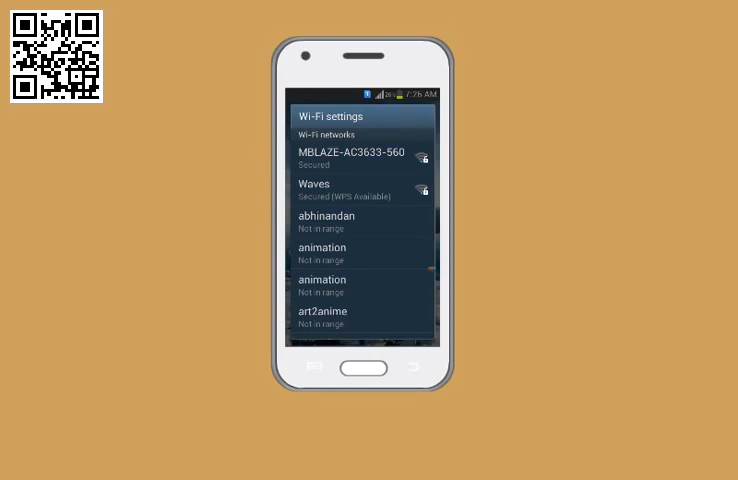 26% 7:26 AM
Wi-Fi settings
Wi-Fi networks
MBLAZE-AC3633-560
Secured
Waves
Secured (WPS Available)
abhinandan
Not in range
animation
Not in range
animation
Not in range
art2anime
Not in range